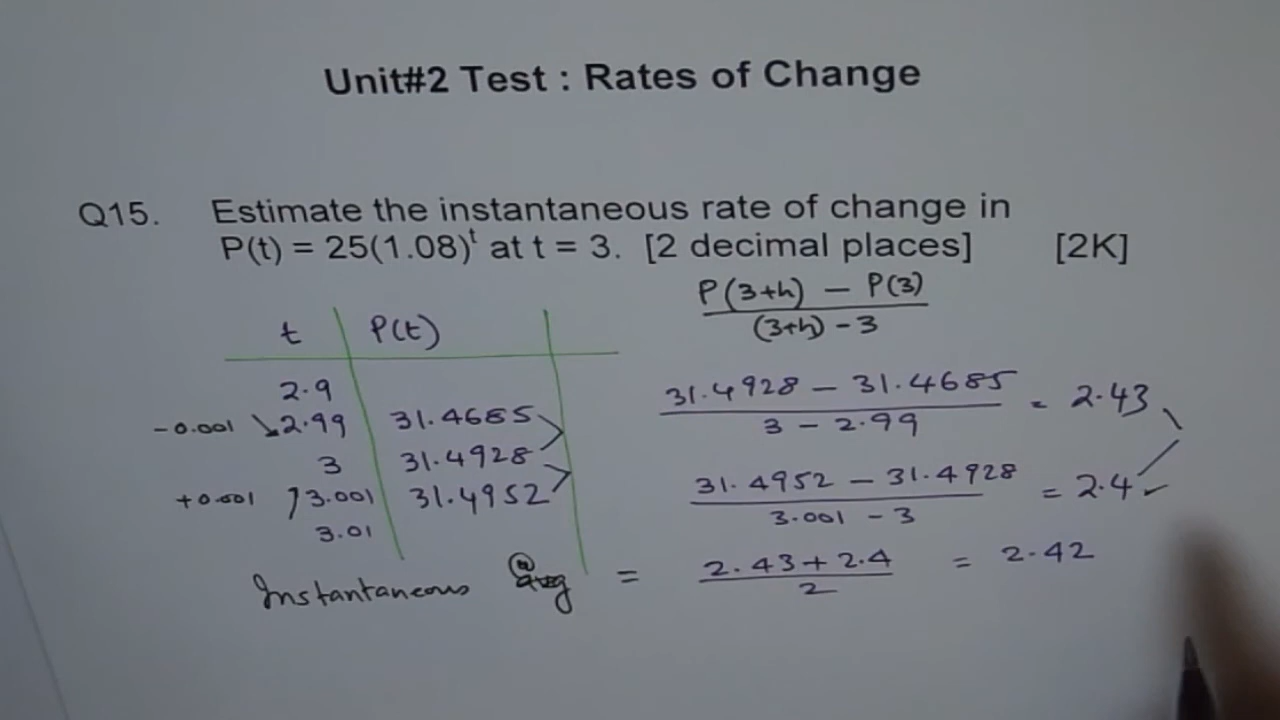 Unit#2 Test : Rates of Change
Q15. Estimate the instantaneous rate of change in
P(t) = 25(1.08)^t at t = 3. [2 decimal places] [2K]
P(3+h) – P(3)
(3+h) - 3
t P(t)
2.9
-0.001 2.99 31.4685
3 31.4928
+0.001 3.001 31.4952
3.01
31.4928 – 31.4685 = 2.43
3 – 2.99
31.4952 – 31.4928 = 2.4
3.001 - 3
Instantaneous = 2.43 + 2.4 = 2.42
2